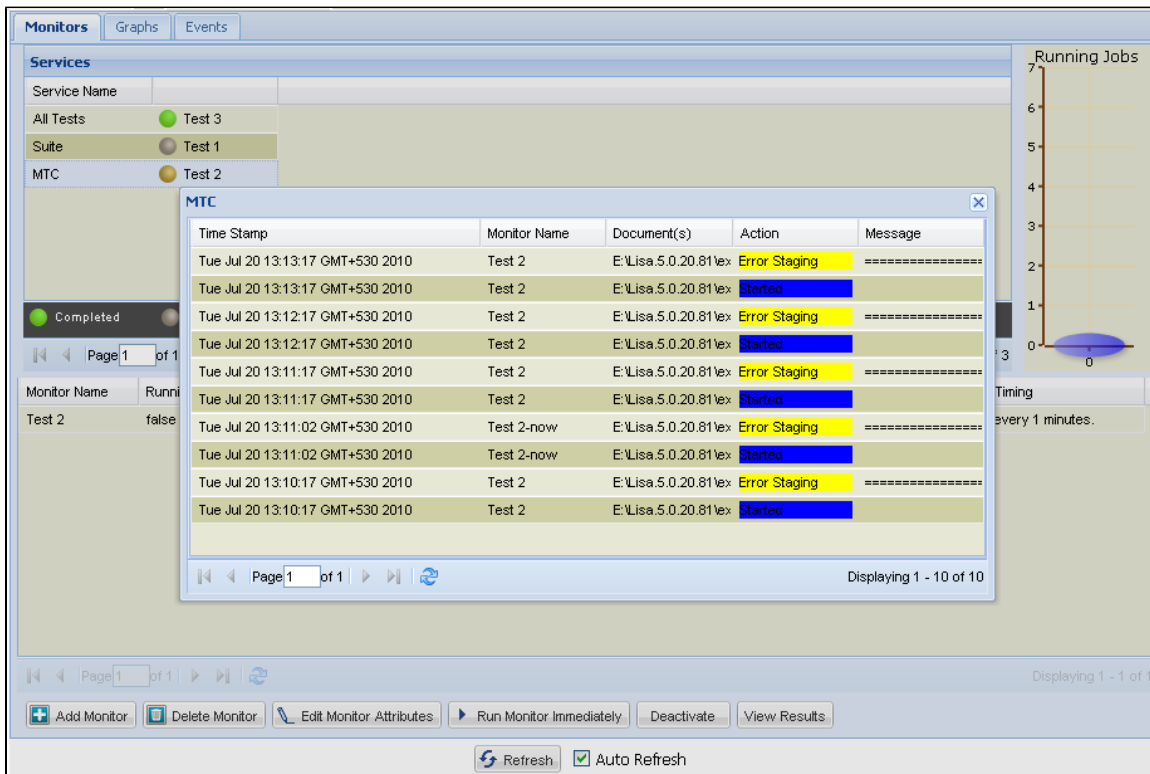 Monitors Graphs Events
Services
Running Jobs
Service Name
All Tests Test 3
Suite Test 1
MTC Test 2
7
6
5
4
3
2
1
0
0
MTC
Time Stamp Monitor Name Document(s) Action Message
Tue Jul 20 13:13:17 GMT+530 2010 Test 2 E:\Lisa.5.0.20.81\ex Error Staging ================
Tue Jul 20 13:13:17 GMT+530 2010 Test 2 E:\Lisa.5.0.20.81\ex Started
Tue Jul 20 13:12:17 GMT+530 2010 Test 2 E:\Lisa.5.0.20.81\ex Error Staging ================
Tue Jul 20 13:12:17 GMT+530 2010 Test 2 E:\Lisa.5.0.20.81\ex Started
Tue Jul 20 13:11:17 GMT+530 2010 Test 2 E:\Lisa.5.0.20.81\ex Error Staging ================
Tue Jul 20 13:11:17 GMT+530 2010 Test 2 E:\Lisa.5.0.20.81\ex Started
Tue Jul 20 13:11:02 GMT+530 2010 Test 2-now E:\Lisa.5.0.20.81\ex Error Staging ================
Tue Jul 20 13:11:02 GMT+530 2010 Test 2-now E:\Lisa.5.0.20.81\ex Started
Tue Jul 20 13:10:17 GMT+530 2010 Test 2 E:\Lisa.5.0.20.81\ex Error Staging ================
Tue Jul 20 13:10:17 GMT+530 2010 Test 2 E:\Lisa.5.0.20.81\ex Started
Page 1 of 1 Displaying 1 - 10 of 10
Completed
Page 1 of 1 3
Monitor Name Runni Timing
Test 2 false every 1 minutes.
Page 1 of 1 Displaying 1 - 1 of 1
Add Monitor Delete Monitor Edit Monitor Attributes Run Monitor Immediately Deactivate View Results
Refresh Auto Refresh